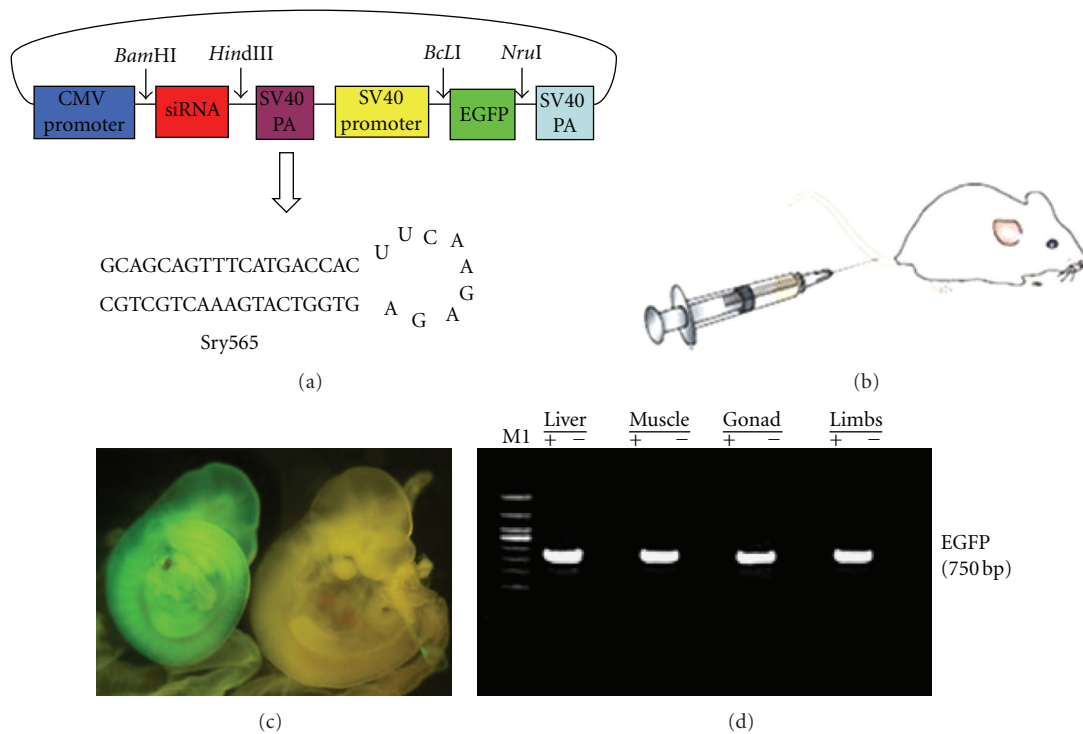 BamHI HindIII BcLI NruI
CMV promoter siRNA SV40 PA SV40 promoter EGFP SV40 PA
GCAGCAGTTTCATGACCAC U U C A A G A G A
CGTCGTCAAAGTACTGGTG
Sry565
(a)
(b)
Liver Muscle Gonad Limbs
M1 + − + − + − + −
EGFP
(750 bp)
(c)
(d)